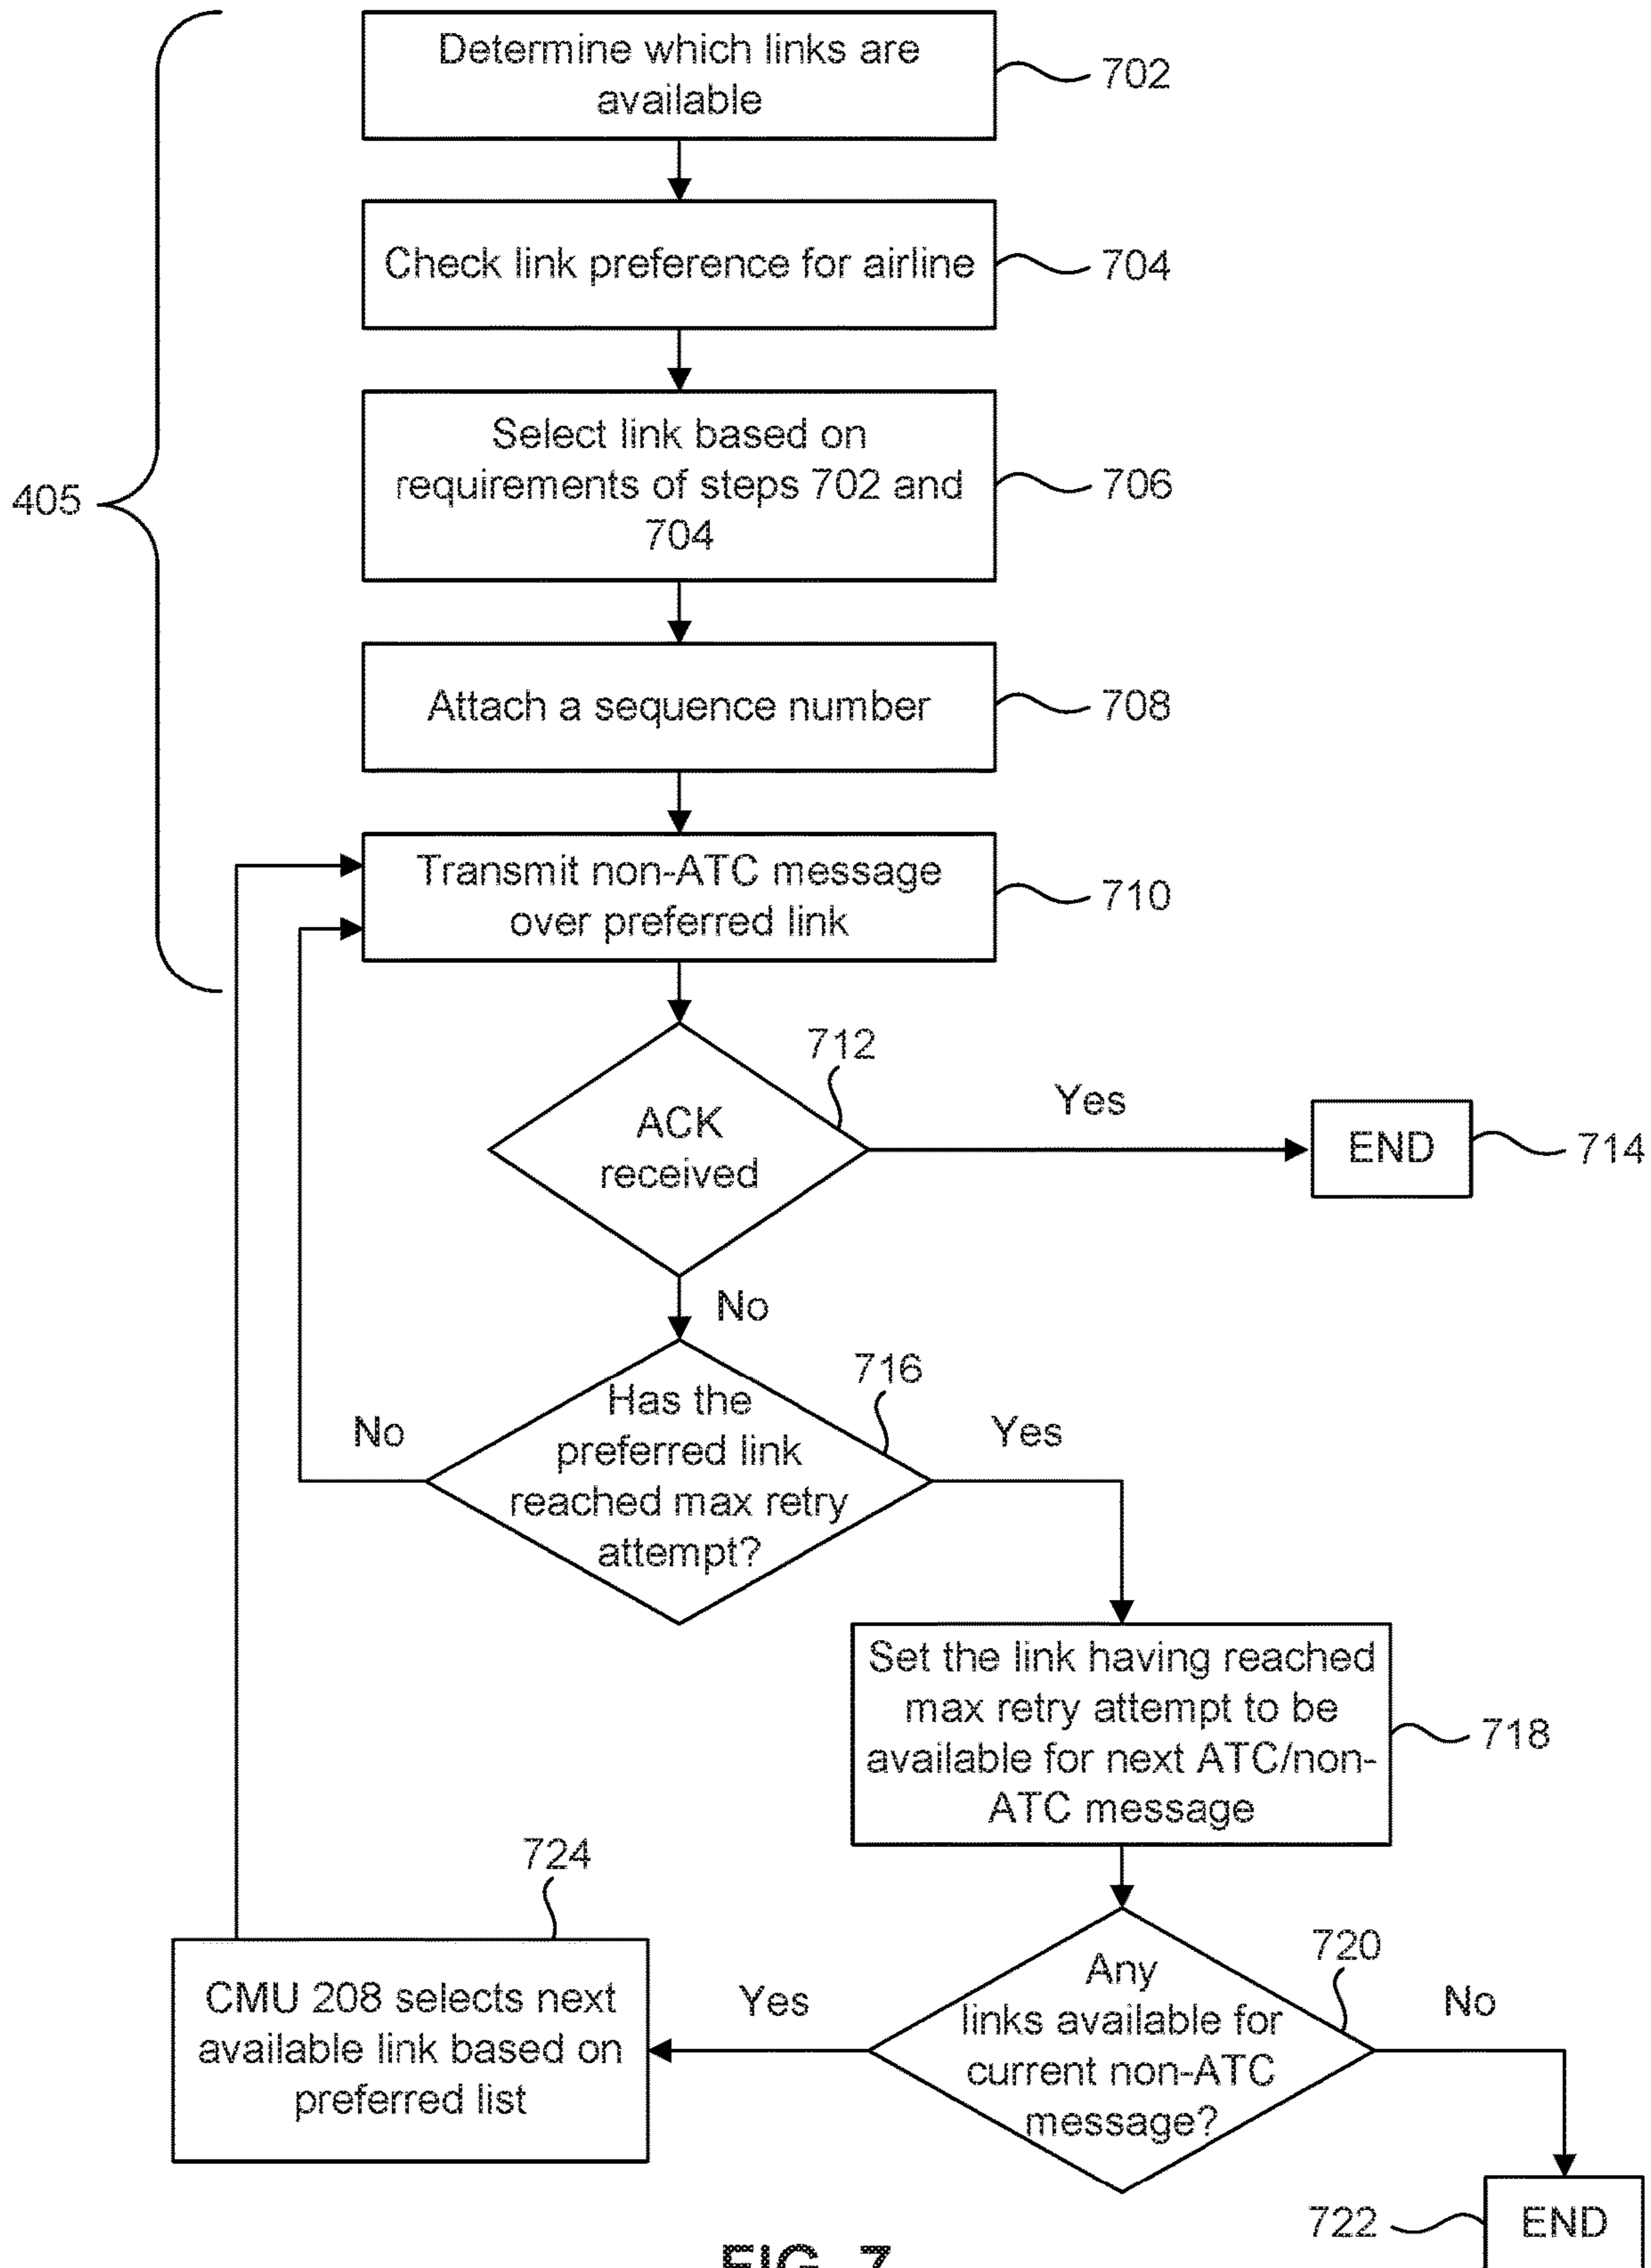 Determine which links are
available
702
Check link preference for airline
704
Select link based on
requirements of steps 702 and
704
706
405
Attach a sequence number
708
Transmit non-ATC message
over preferred link
710
712
ACK
received
Yes
END
714
No
716
Has the
preferred link
reached max retry
attempt?
No
Yes
Set the link having reached
max retry attempt to be
available for next ATC/non-
ATC message
718
724
CMU 208 selects next
available link based on
preferred list
Yes
720
Any
links available for
current non-ATC
message?
No
722
END
FIG. 7